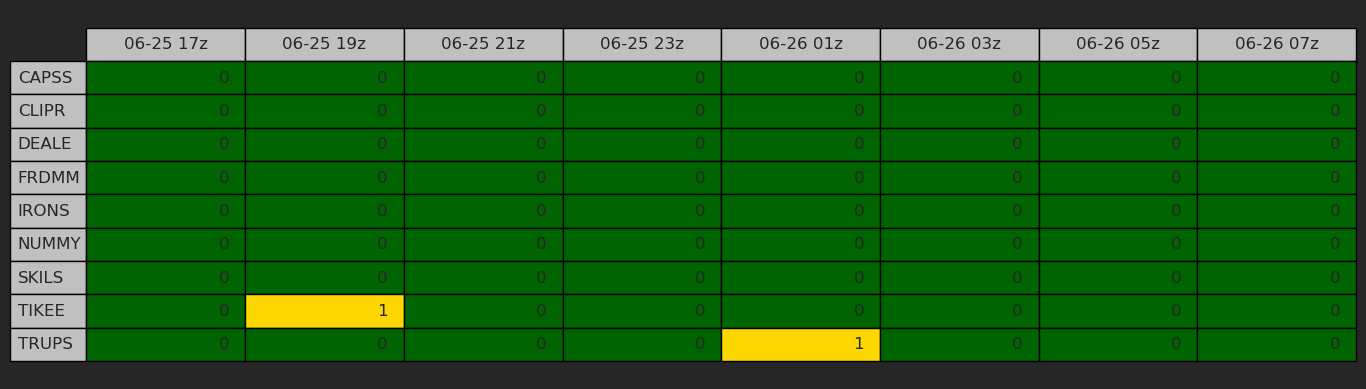 06-25 17z 06-25 19z 06-25 21z 06-25 23z 06-26 01z 06-26 03z 06-26 05z 06-26 07z
CAPSS 0 0 0 0 0 0 0 0
CLIPR 0 0 0 0 0 0 0 0
DEALE 0 0 0 0 0 0 0 0
FRDMM 0 0 0 0 0 0 0 0
IRONS 0 0 0 0 0 0 0 0
NUMMY 0 0 0 0 0 0 0 0
SKILS 0 0 0 0 0 0 0 0
TIKEE 0 1 0 0 0 0 0 0
TRUPS 0 0 0 0 1 0 0 0